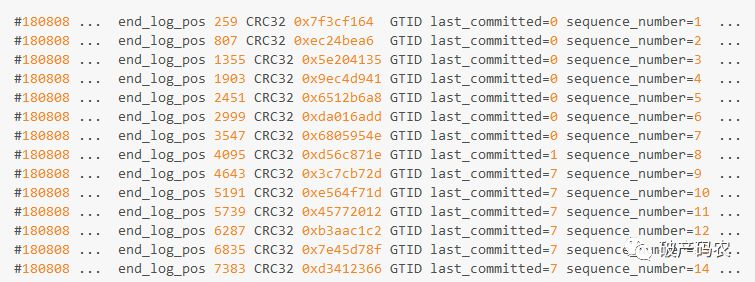 #180808 ... end_log_pos 259 CRC32 0x7f3cf164 GTID last_committed=0 sequence_number=1 ...
#180808 ... end_log_pos 807 CRC32 0xec24bea6 GTID last_committed=0 sequence_number=2 ...
#180808 ... end_log_pos 1355 CRC32 0x5e204135 GTID last_committed=0 sequence_number=3 ...
#180808 ... end_log_pos 1903 CRC32 0x9ec4d941 GTID last_committed=0 sequence_number=4 ...
#180808 ... end_log_pos 2451 CRC32 0x6512b6a8 GTID last_committed=0 sequence_number=5 ...
#180808 ... end_log_pos 2999 CRC32 0xda016add GTID last_committed=0 sequence_number=6 ...
#180808 ... end_log_pos 3547 CRC32 0x6805954e GTID last_committed=0 sequence_number=7 ...
#180808 ... end_log_pos 4095 CRC32 0xd56c871e GTID last_committed=1 sequence_number=8 ...
#180808 ... end_log_pos 4643 CRC32 0x3c7cb72d GTID last_committed=7 sequence_number=9 ...
#180808 ... end_log_pos 5191 CRC32 0xe564f71d GTID last_committed=7 sequence_number=10 ...
#180808 ... end_log_pos 5739 CRC32 0x45772012 GTID last_committed=7 sequence_number=11 ...
#180808 ... end_log_pos 6287 CRC32 0xb3aac1c2 GTID last_committed=7 sequence_number=12 ...
#180808 ... end_log_pos 6835 CRC32 0x7e45d78f GTID last_committed=7 ...
破产码农
#180808 ... end_log_pos 7383 CRC32 0xd3412366 GTID last_committed=7 sequence_number=14 ...